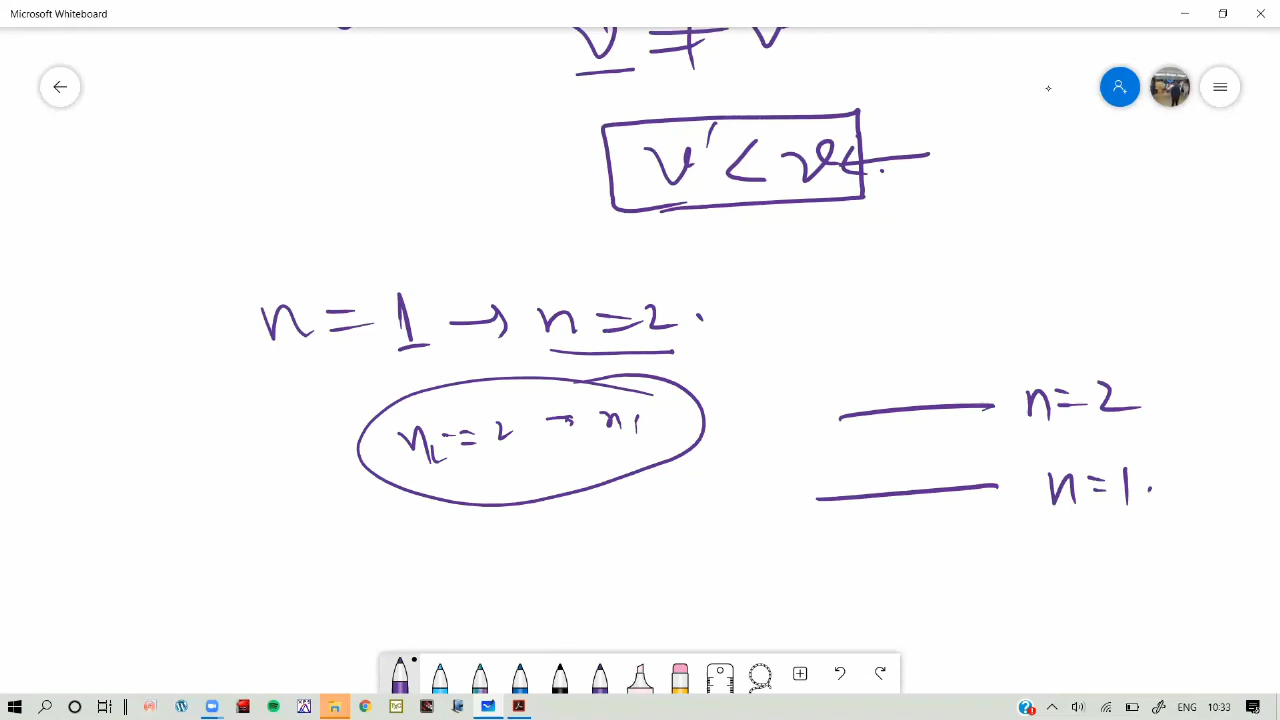 Microsoft Whiteboard
ν ≠ ν
ν' < ν
n = 1 → n = 2.
n = 2 → n1
n = 2
n = 1.
ENG
10:33